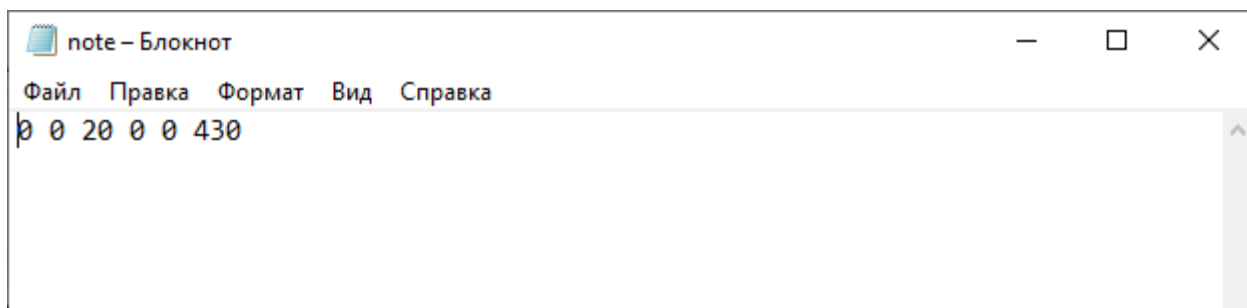 note – Блокнот
Файл Правка Формат Вид Справка
0 0 20 0 0 430